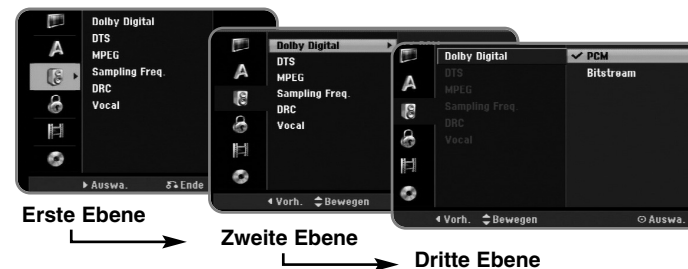 Dolby Digital
DTS
MPEG
Sampling Freq.
DRC
Vocal
Auswa.
Ende
Erste Ebene
Dolby Digital
DTS
MPEG
Sampling Freq.
DRC
Vocal
Vorh. Bewegen
Zweite Ebene
Dolby Digital
DTS
MPEG
Sampling Freq.
DRC
Vocal
PCM
Bitstream
Vorh. Bewegen
Auswa.
Dritte Ebene